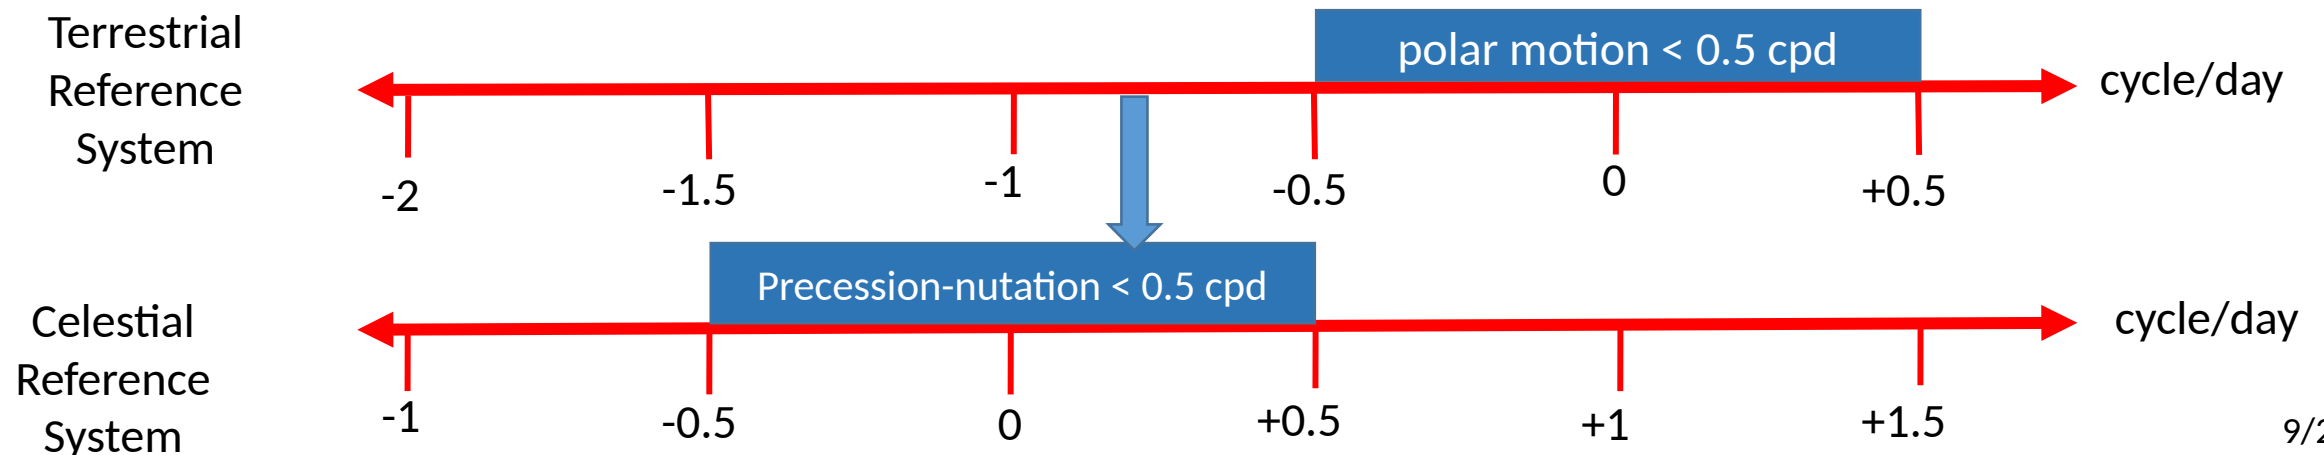 Terrestrial
Reference
System
polar motion < 0.5 cpd
cycle/day
-2
-1.5
-1
-0.5
0
+0.5
Precession-nutation < 0.5 cpd
Celestial
Reference
System
cycle/day
-1
-0.5
0
+0.5
+1
+1.5
9/2